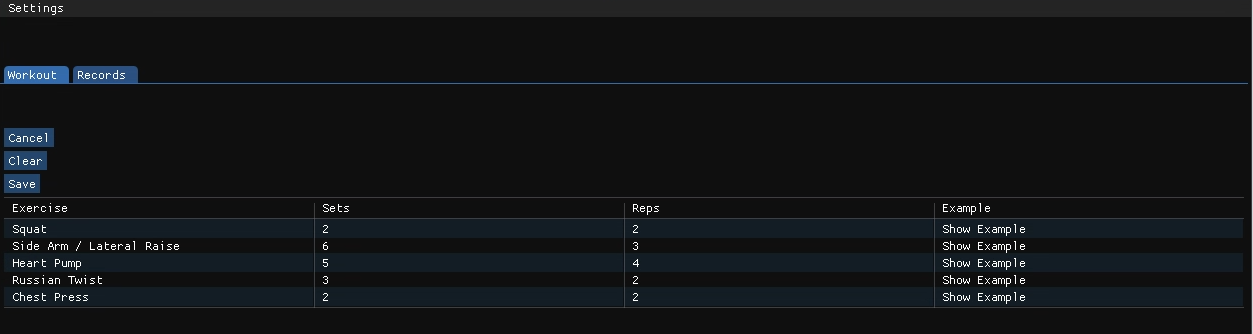 Settings
Workout Records
Cancel
Clear
Save
Exercise Sets Reps Example
Squat 2 2 Show Example
Side Arm / Lateral Raise 6 3 Show Example
Heart Pump 5 4 Show Example
Russian Twist 3 2 Show Example
Chest Press 2 2 Show Example